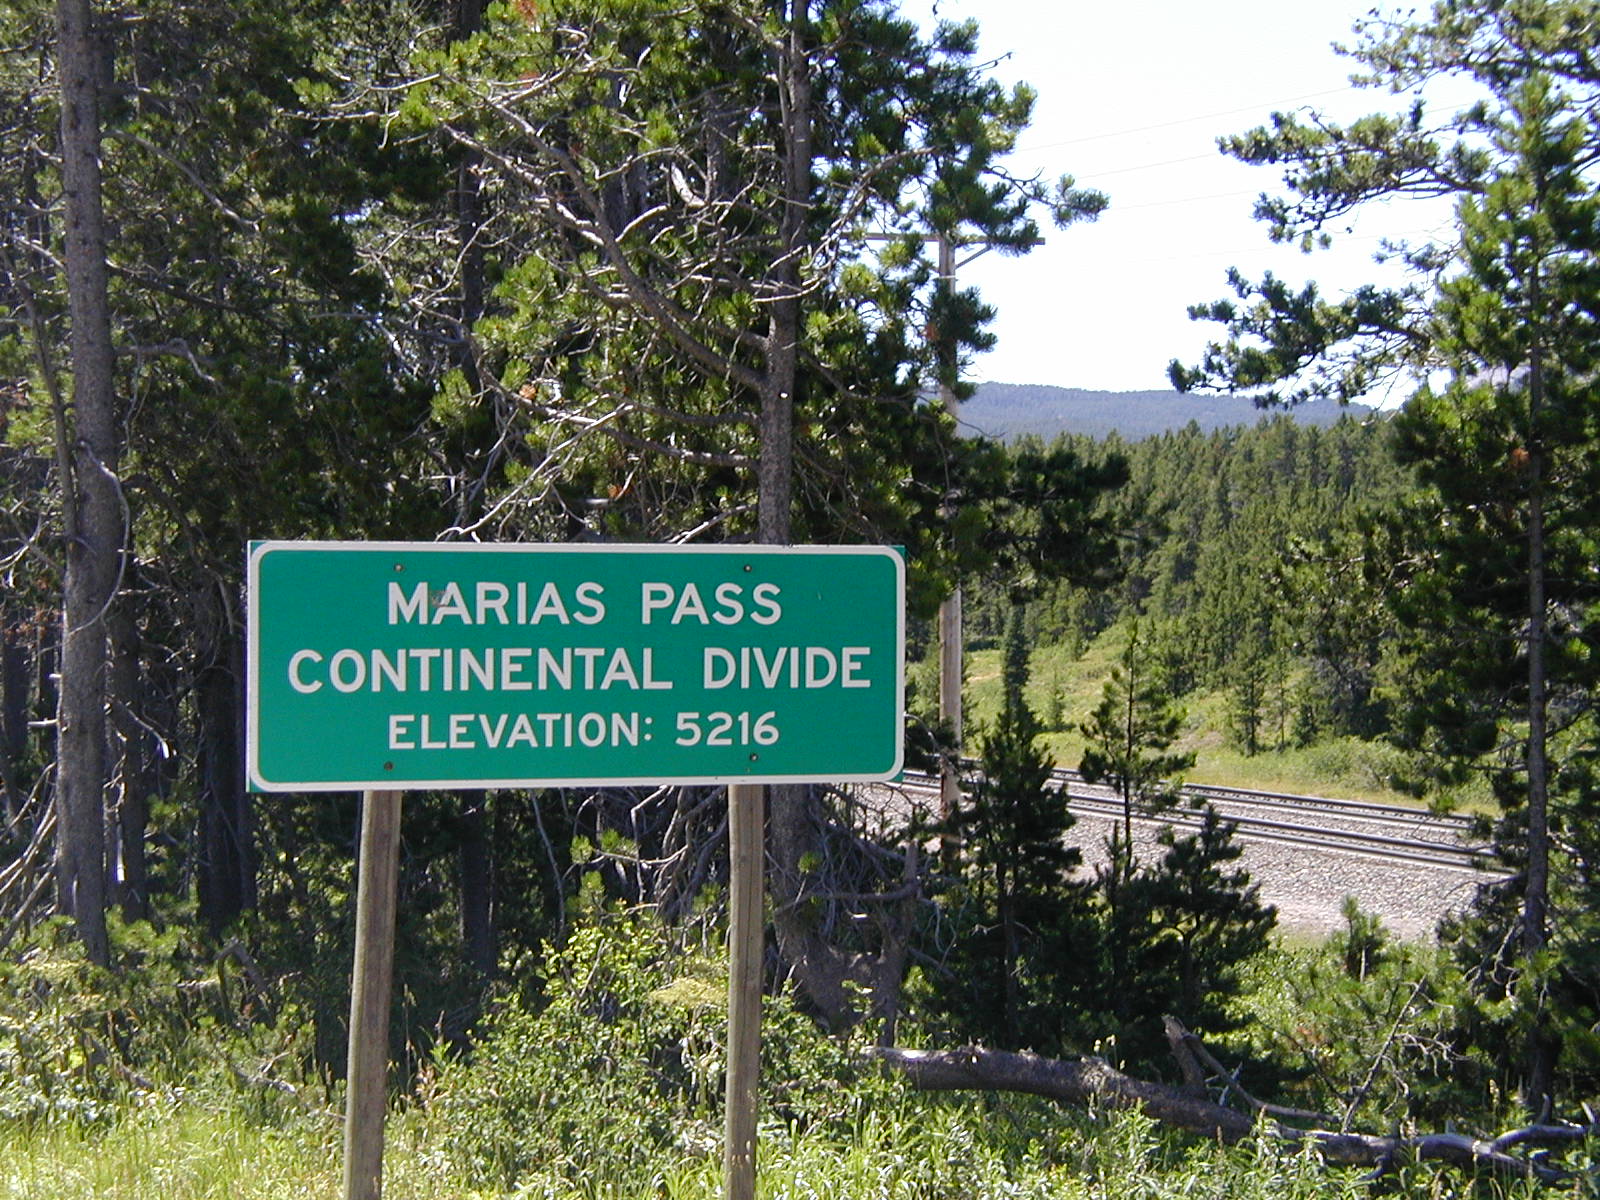 MARIAS PASS
CONTINENTAL DIVIDE
ELEVATION: 5216